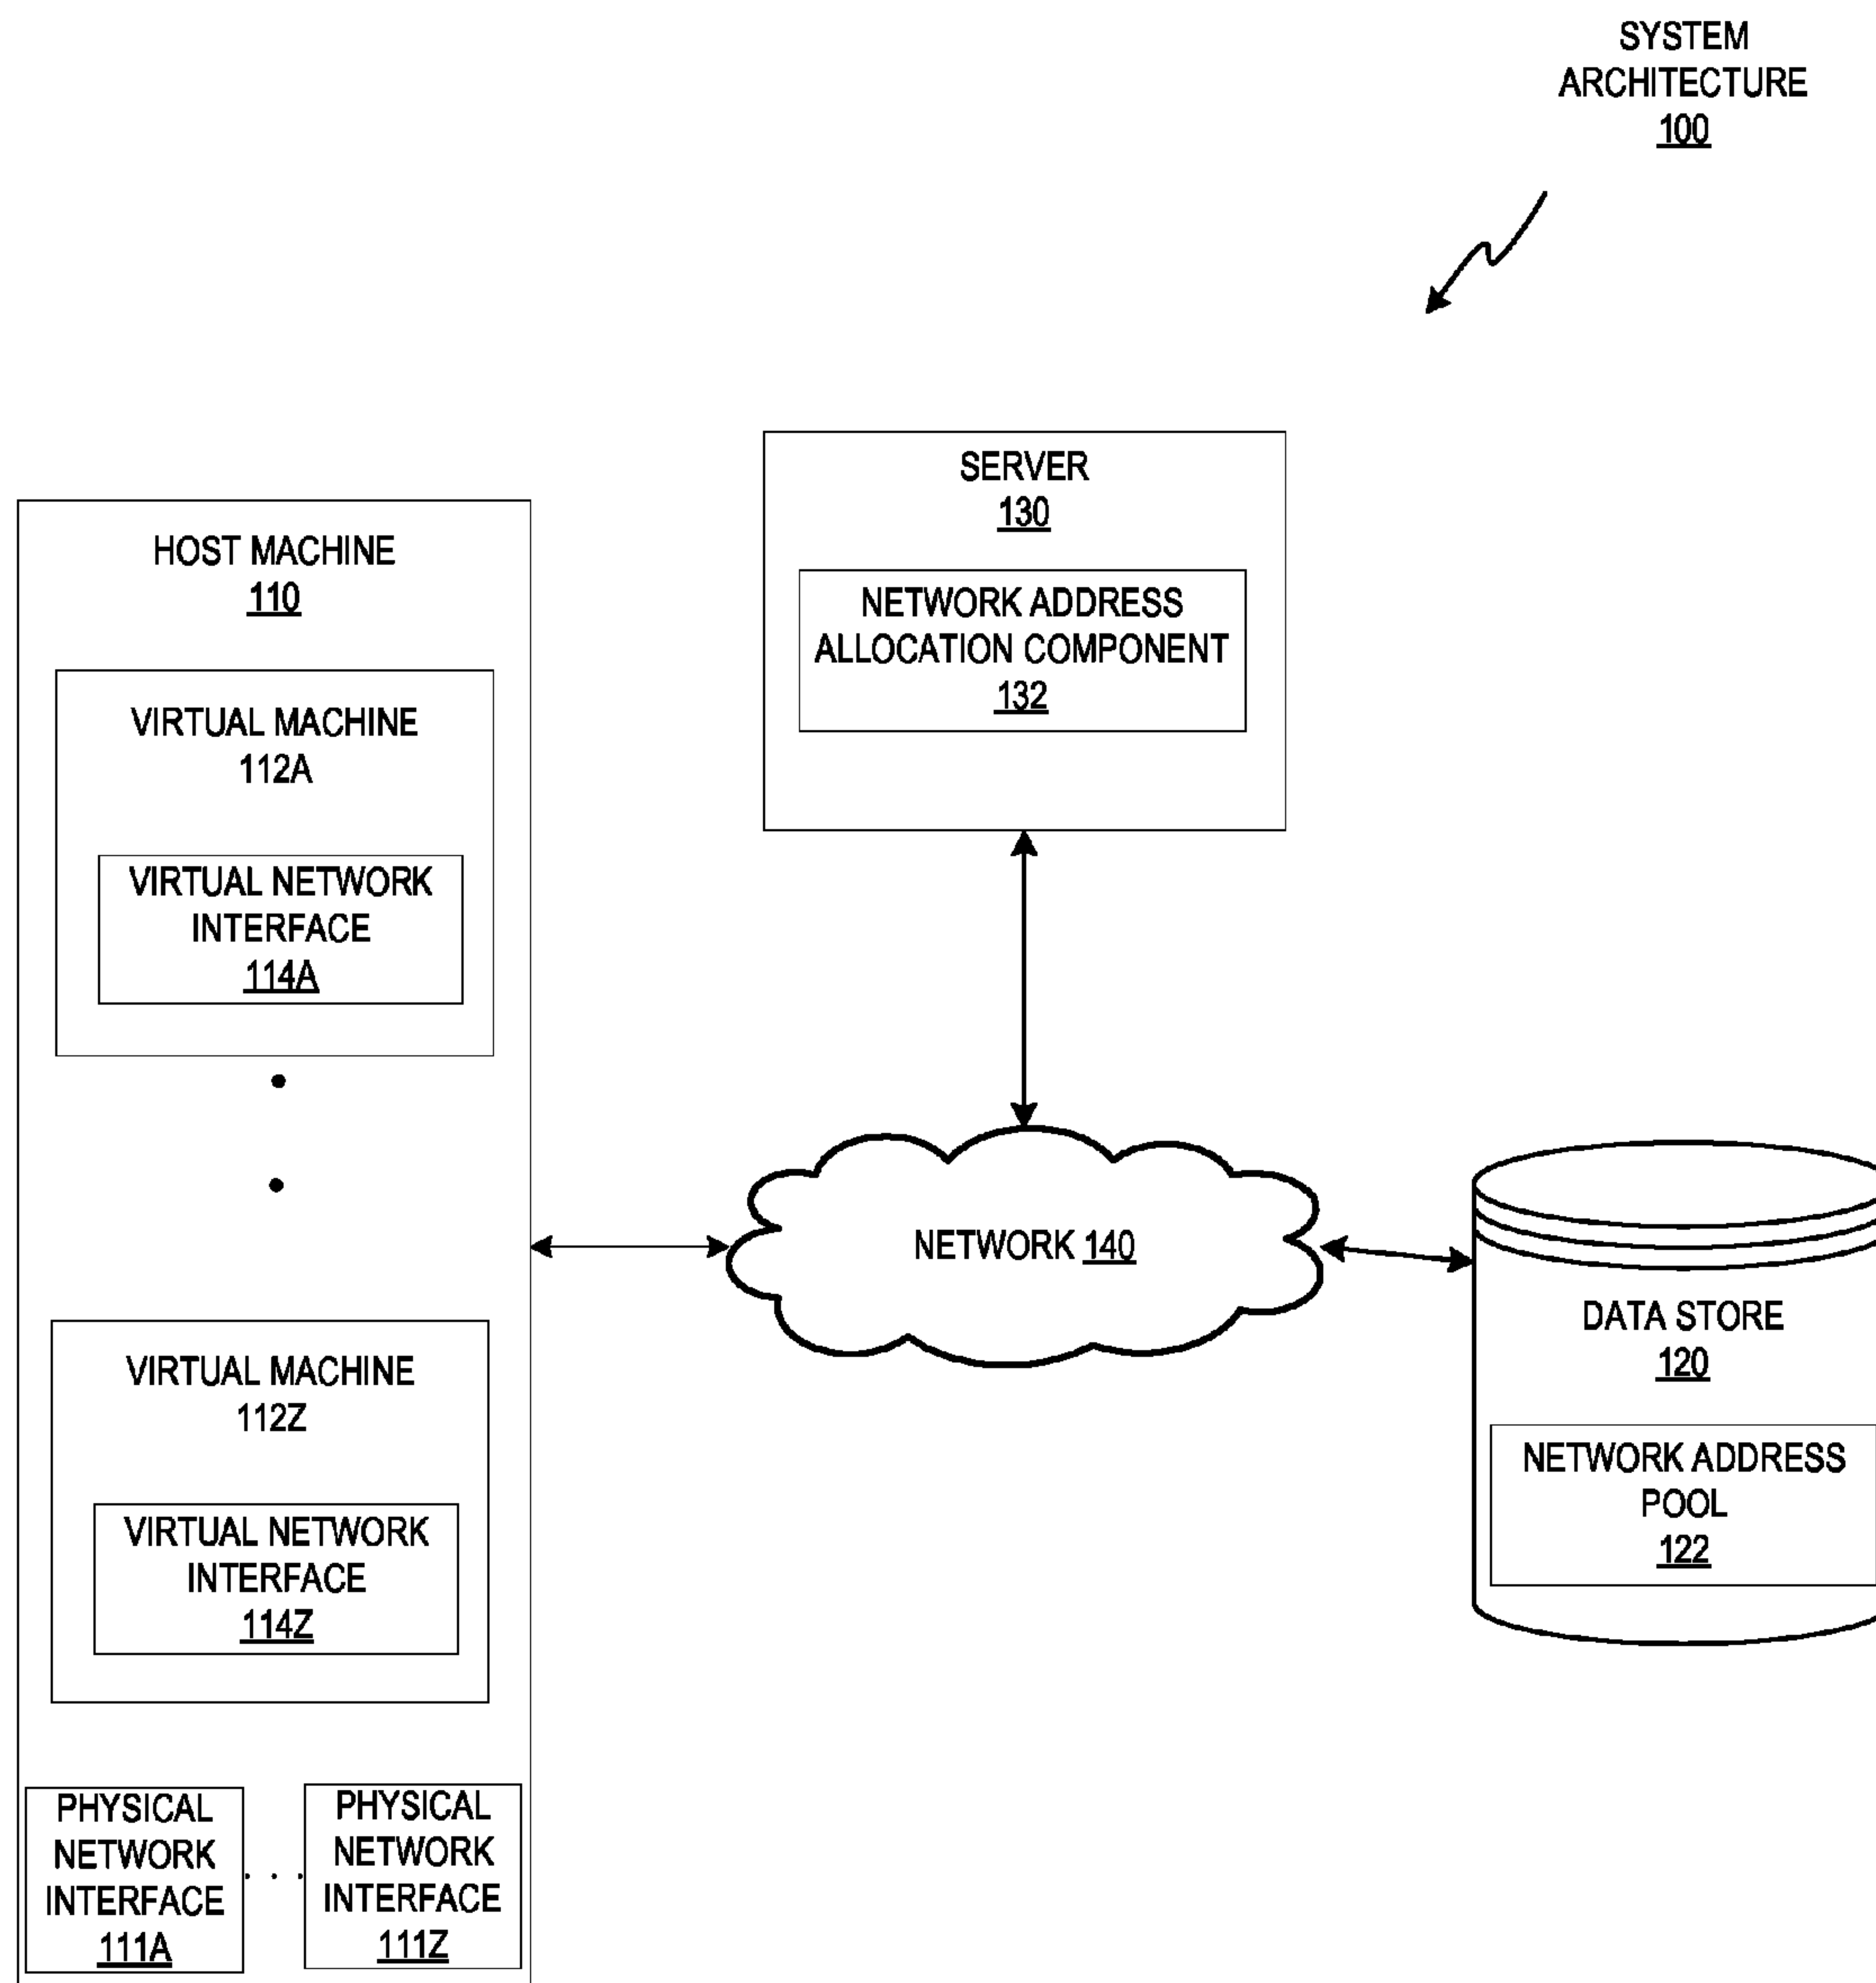 SYSTEM
ARCHITECTURE
100
SERVER
130
NETWORK ADDRESS
ALLOCATION COMPONENT
132
HOST MACHINE
110
VIRTUAL MACHINE
112A
VIRTUAL NETWORK
INTERFACE
114A
VIRTUAL MACHINE
112Z
VIRTUAL NETWORK
INTERFACE
114Z
PHYSICAL
NETWORK
INTERFACE
111A
PHYSICAL
NETWORK
INTERFACE
111Z
NETWORK 140
DATA STORE
120
NETWORK ADDRESS
POOL
122